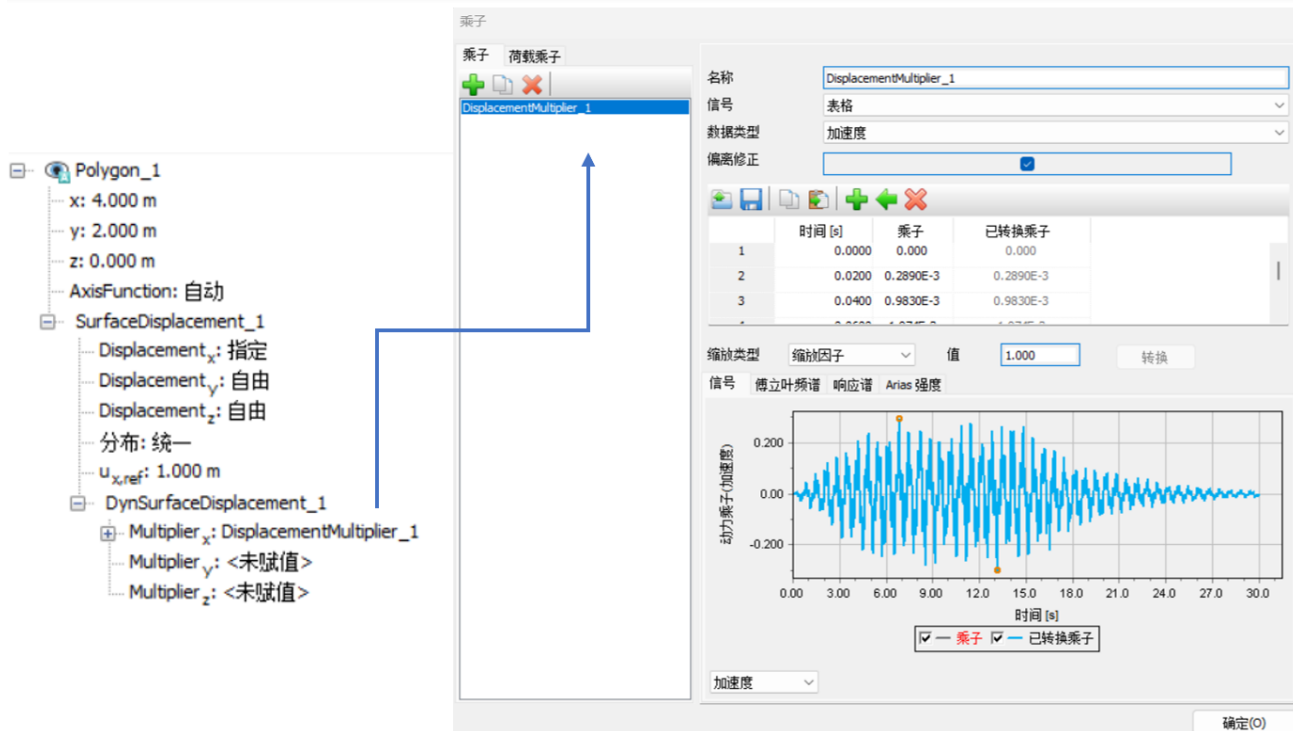 Polygon_1
x: 4.000 m
y: 2.000 m
z: 0.000 m
AxisFunction: 自动
SurfaceDisplacement_1
Displacementx: 指定
Displacementy: 自由
Displacementz: 自由
分布: 统一
ux,ref: 1.000 m
DynSurfaceDisplacement_1
Multiplierx: DisplacementMultiplier_1
Multipliery: <未赋值>
Multiplierz: <未赋值>
乘子
乘子 荷载乘子
DisplacementMultiplier_1
名称 DisplacementMultiplier_1
信号 表格
数据类型 加速度
偏离修正
时间 [s] 乘子 已转换乘子
1 0.0000 0.000 0.000
2 0.0200 0.2890E-3 0.2890E-3
3 0.0400 0.9830E-3 0.9830E-3
缩放类型 缩放因子 值 1.000 转换
信号 傅立叶频谱 响应谱 Arias 强度
动力乘子(加速度)
0.200
0.00
-0.200
0.00 3.00 6.00 9.00 12.0 15.0 18.0 21.0 24.0 27.0 30.0
时间 [s]
乘子 已转换乘子
加速度
确定(O)